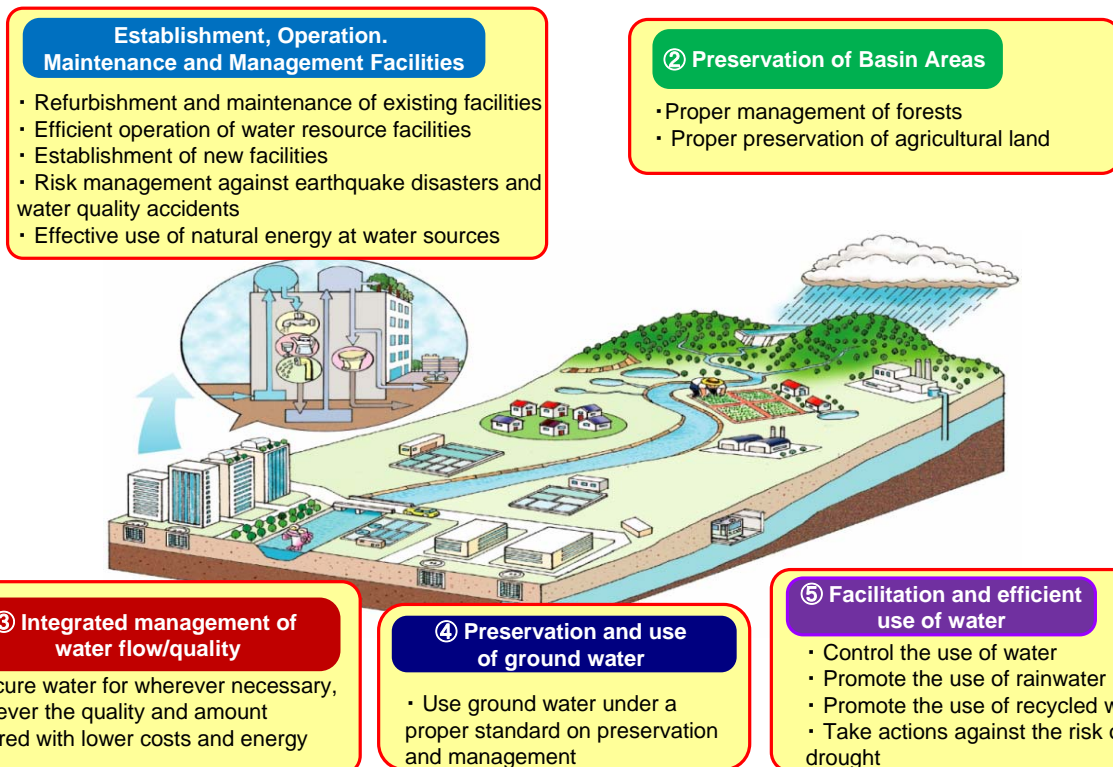 Establishment, Operation.
Maintenance and Management Facilities
・Refurbishment and maintenance of existing facilities
・Efficient operation of water resource facilities
・Establishment of new facilities
・Risk management against earthquake disasters and
water quality accidents
・Effective use of natural energy at water sources
② Preservation of Basin Areas
・Proper management of forests
・Proper preservation of agricultural land
③ Integrated management of
water flow/quality
water for wherever necessary,
the quality and amount
with lower costs and energy
④ Preservation and use
of ground water
・Use ground water under a
proper standard on preservation
and management
⑤ Facilitation and efficient
use of water
・Control the use of water
・Promote the use of rainwater
・Promote the use of recycled
・Take actions against the risk
drought